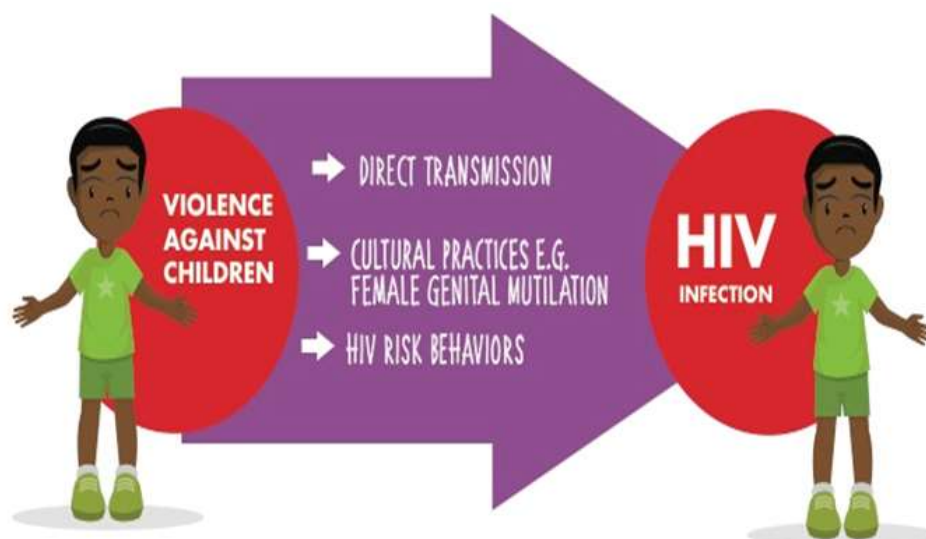 VIOLENCE
AGAINST
CHILDREN
DIRECT TRANSMISSION
CULTURAL PRACTICES E.G.
FEMALE GENITAL MUTILATION
HIV RISK BEHAVIORS
HIV
INFECTION